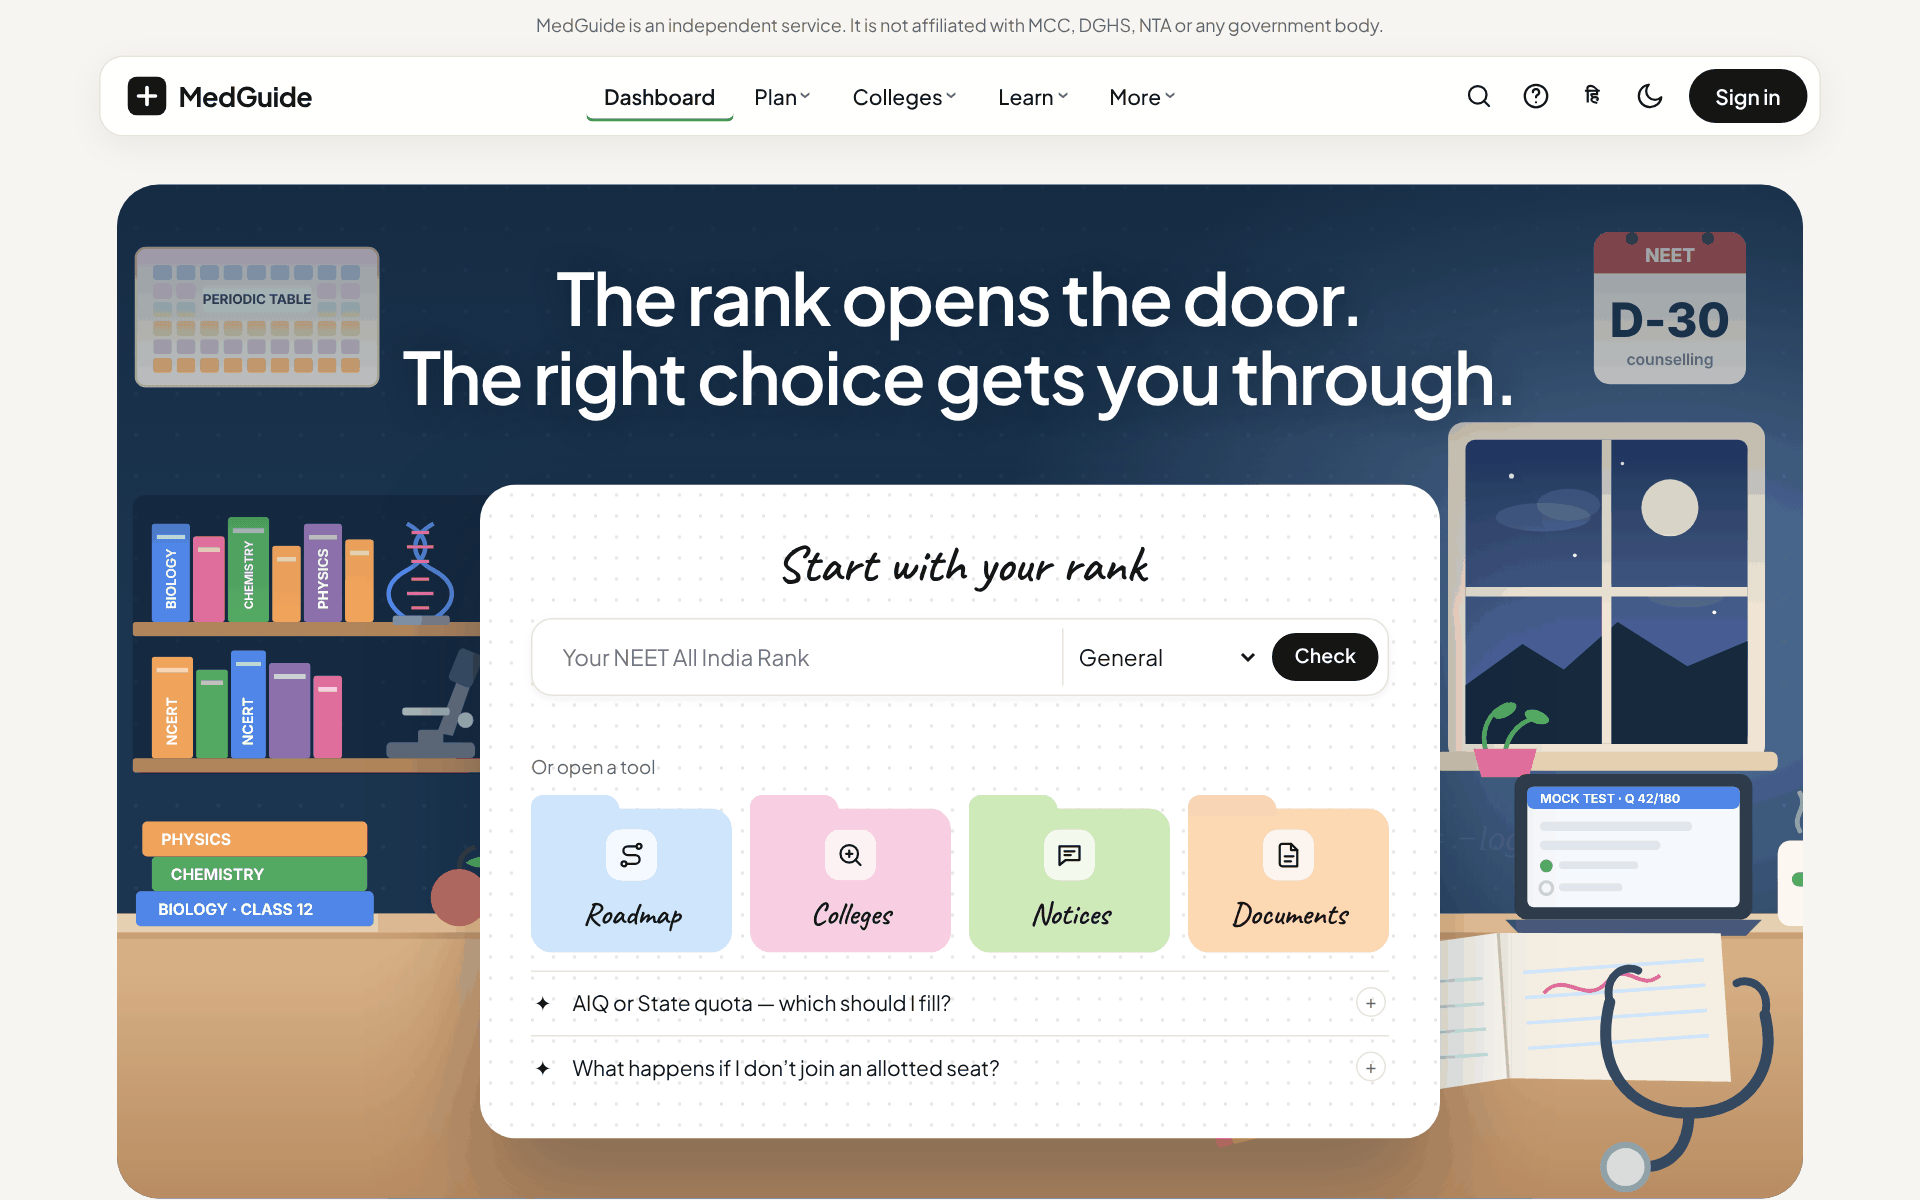 MedGuide is an independent service. It is not affiliated with MCC, DGHS, NTA or any government body.
MedGuide
Dashboard
Plan
Colleges
Learn
More
हि
Sign in
PERIODIC TABLE
The rank opens the door.
The right choice gets you through.
NEET
D-30
counselling
BIOLOGY
CHEMISTRY
PHYSICS
NCERT
NCERT
PHYSICS
CHEMISTRY
BIOLOGY · CLASS 12
Start with your rank
Your NEET All India Rank
General
Check
Or open a tool
Roadmap
Colleges
Notices
Documents
AIQ or State quota — which should I fill?
What happens if I don’t join an allotted seat?
MOCK TEST · Q 42/180